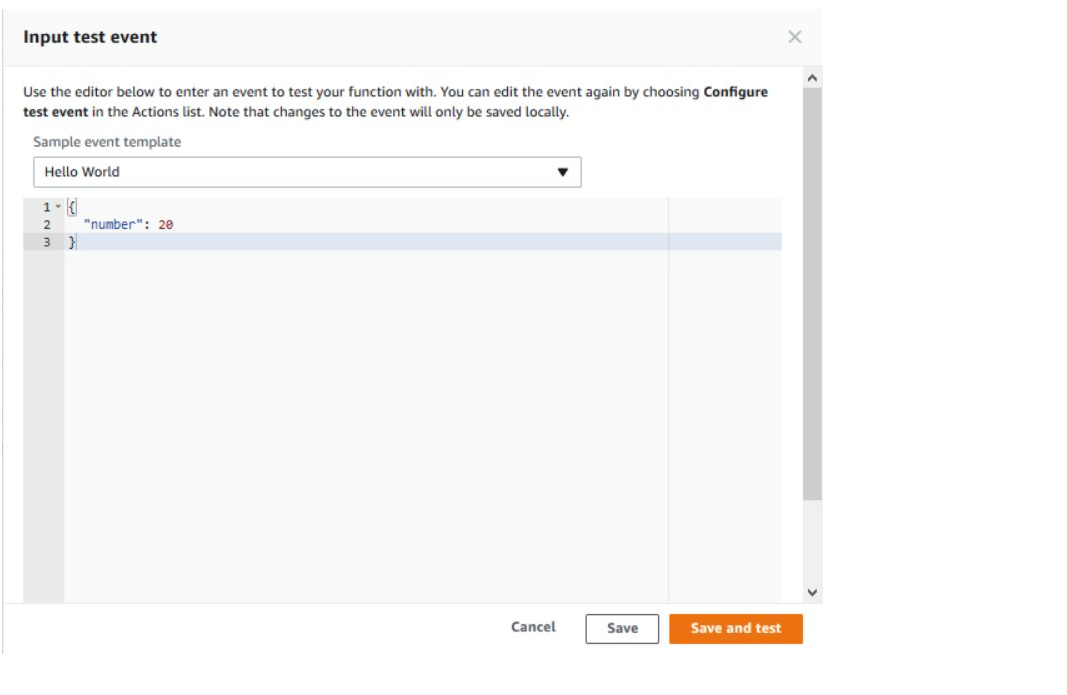 Input test event
Use the editor below to enter an event to test your function with. You can edit the event again by choosing Configure
test event in the Actions list. Note that changes to the event will only be saved locally.
Sample event template
Hello World
1 {
2 "number": 20
3 }
Cancel Save Save and test